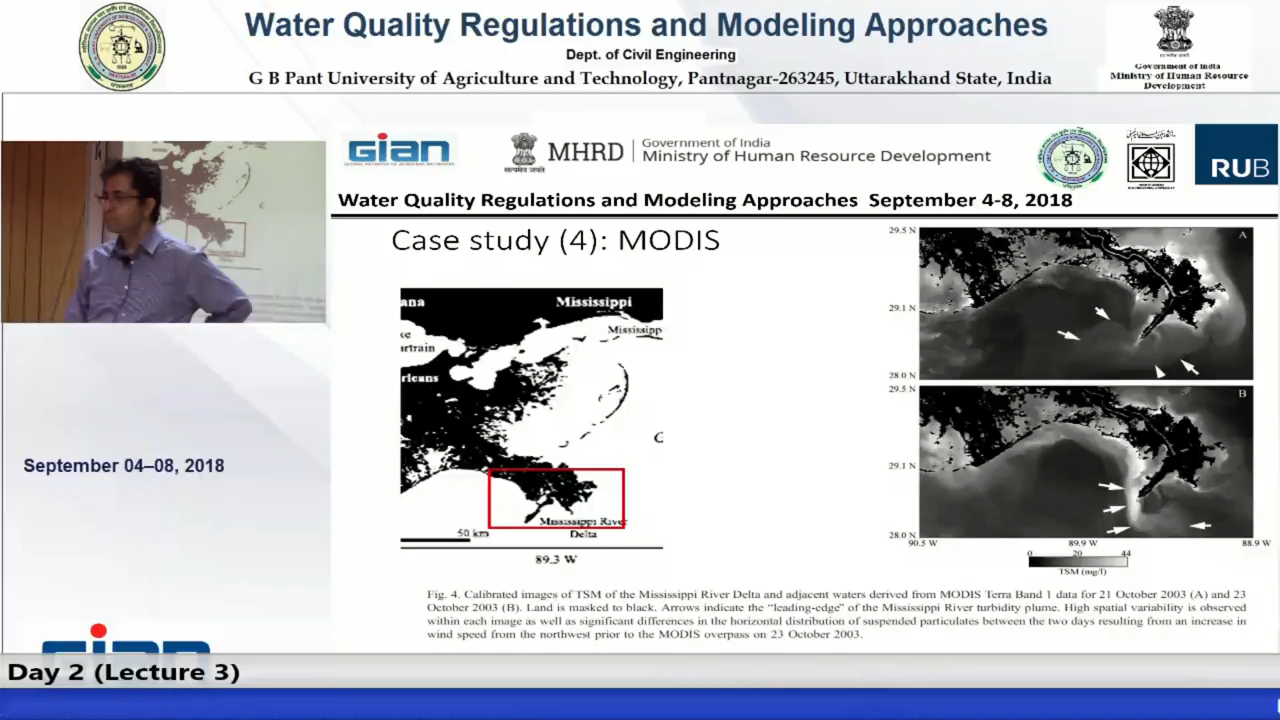 Water Quality Regulations and Modeling Approaches
Dept. of Civil Engineering
G B Pant University of Agriculture and Technology, Pantnagar-263245, Uttarakhand State, India
Government of India
Ministry of Human Resource
Development
GIAN
MHRD
Government of India
Ministry of Human Resource Development
RUB
Water Quality Regulations and Modeling Approaches September 4-8, 2018
Case study (4): MODIS
ana
Mississippi
ke
Mississipp
rtrain
ricans
C
Mississippi River
50 km
Delta
89.3 W
29.5 N
A
29.1 N
28.0 N
29.5 N
B
29.1 N
28.0 N
90.5 W
89.9 W
88.9 W
0 20 44
TSM (mg/l)
Fig. 4. Calibrated images of TSM of the Mississippi River Delta and adjacent waters derived from MODIS Terra Band 1 data for 21 October 2003 (A) and 23
October 2003 (B). Land is masked to black. Arrows indicate the “leading-edge” of the Mississippi River turbidity plume. High spatial variability is observed
within each image as well as significant differences in the horizontal distribution of suspended particulates between the two days resulting from an increase in
wind speed from the northwest prior to the MODIS overpass on 23 October 2003.
September 04–08, 2018
Day 2 (Lecture 3)